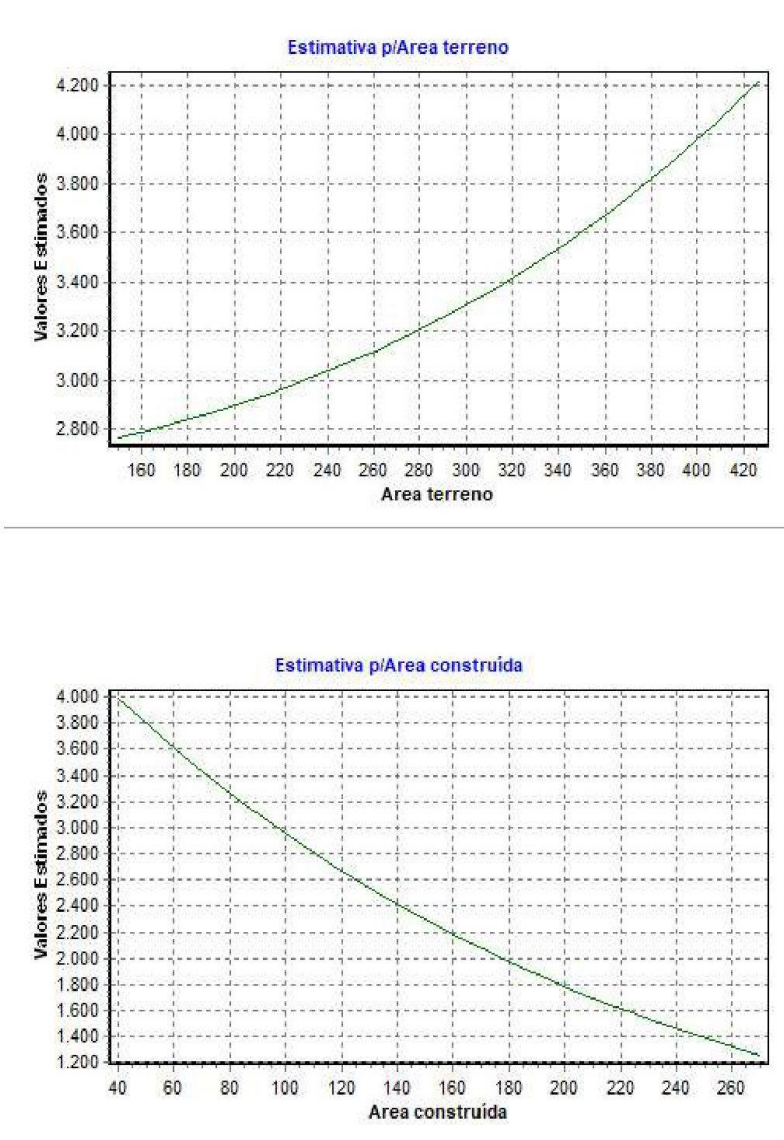 Estimativa p/Area terreno
Valores Estimados
4.200
4.000
3.800
3.600
3.400
3.200
3.000
2.800
160 180 200 220 240 260 280 300 320 340 360 380 400 420
Area terreno
Estimativa p/Area construída
Valores Estimados
4.000
3.800
3.600
3.400
3.200
3.000
2.800
2.600
2.400
2.200
2.000
1.800
1.600
1.400
1.200
40 60 80 100 120 140 160 180 200 220 240 260
Area construída